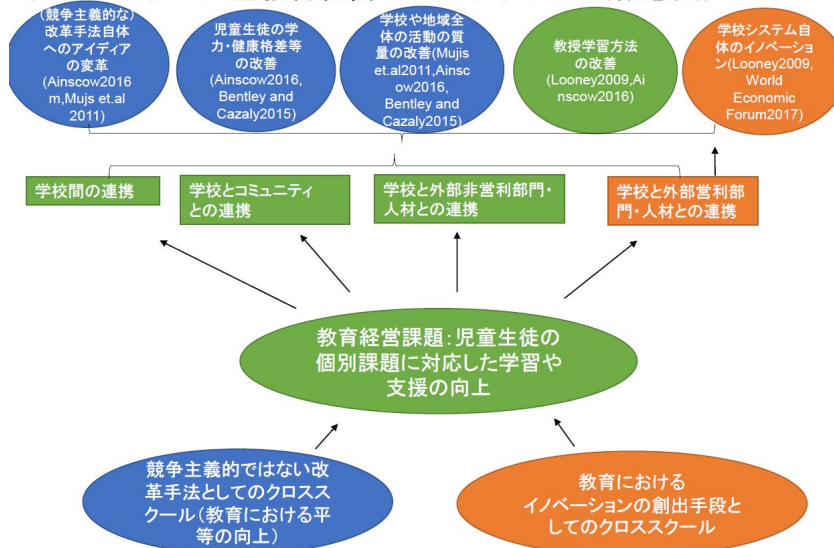 (競争主義的な)
改革手法自体
へのアイディア
の変革
(Ainscow2016
m,Mujs et.al
2011)
児童生徒の学
力・健康格差等
の改善
(Ainscow2016,
Bentley and
Cazaly2015)
学校や地域全
体の活動の質
量の改善(Mujis
et.al2011,Ainsc
ow2016,
Bentley and
Cazaly2015)
教授学習方法
の改善
(Looney2009,Ai
nscow2016)
学校システム自
体のイノベーショ
ン(Looney2009,
World
Economic
Forum2017)
学校間の連携
学校とコミュニティ
との連携
学校と外部非営利部門・
人材との連携
学校と外部営利部
門・人材との連携
教育経営課題:児童生徒の
個別課題に対応した学習や
支援の向上
競争主義的ではない改
革手法としてのクロスス
クール(教育における平
等の向上)
教育における
イノベーションの創出手段と
してのクロススクール